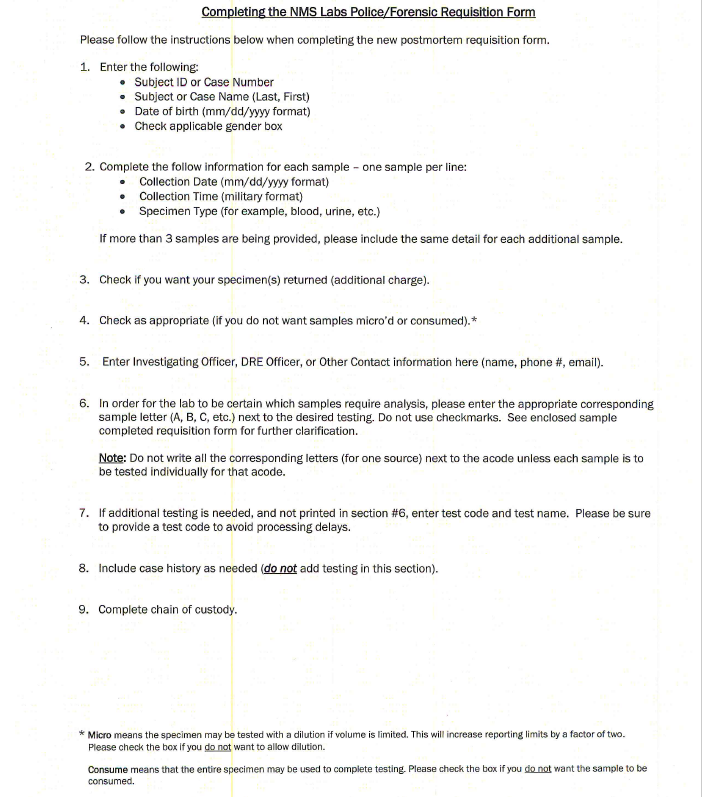 Completing the NMS Labs Police/Forensic Requisition Form
Please follow the instructions below when completing the new postmortem requisition form.
1. Enter the following:
• Subject ID or Case Number
• Subject or Case Name (Last, First)
• Date of birth (mm/dd/yyyy format)
• Check applicable gender box
2. Complete the follow information for each sample – one sample per line:
• Collection Date (mm/dd/yyyy format)
• Collection Time (military format)
• Specimen Type (for example, blood, urine, etc.)
If more than 3 samples are being provided, please include the same detail for each additional sample.
3. Check if you want your specimen(s) returned (additional charge).
4. Check as appropriate (if you do not want samples micro'd or consumed).*
5. Enter Investigating Officer, DRE Officer, or Other Contact information here (name, phone #, email).
6. In order for the lab to be certain which samples require analysis, please enter the appropriate corresponding
sample letter (A, B, C, etc.) next to the desired testing. Do not use checkmarks. See enclosed sample
completed requisition form for further clarification.
Note: Do not write all the corresponding letters (for one source) next to the acode unless each sample is to
be tested individually for that acode.
7. If additional testing is needed, and not printed in section #6, enter test code and test name. Please be sure
to provide a test code to avoid processing delays.
8. Include case history as needed (do not add testing in this section).
9. Complete chain of custody.
* Micro means the specimen may be tested with a dilution if volume is limited. This will increase reporting limits by a factor of two.
Please check the box if you do not want to allow dilution.
Consume means that the entire specimen may be used to complete testing. Please check the box if you do not want the sample to be
consumed.